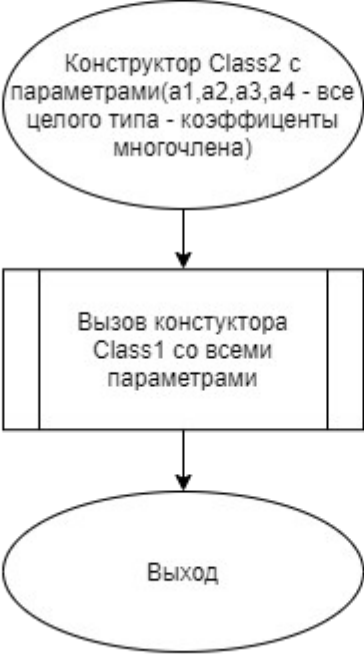 Конструктор Class2 с
параметрами(a1,a2,a3,a4 - все
целого типа - коэффиценты
многочлена)
Вызов констуктора
Class1 со всеми
параметрами
Выход